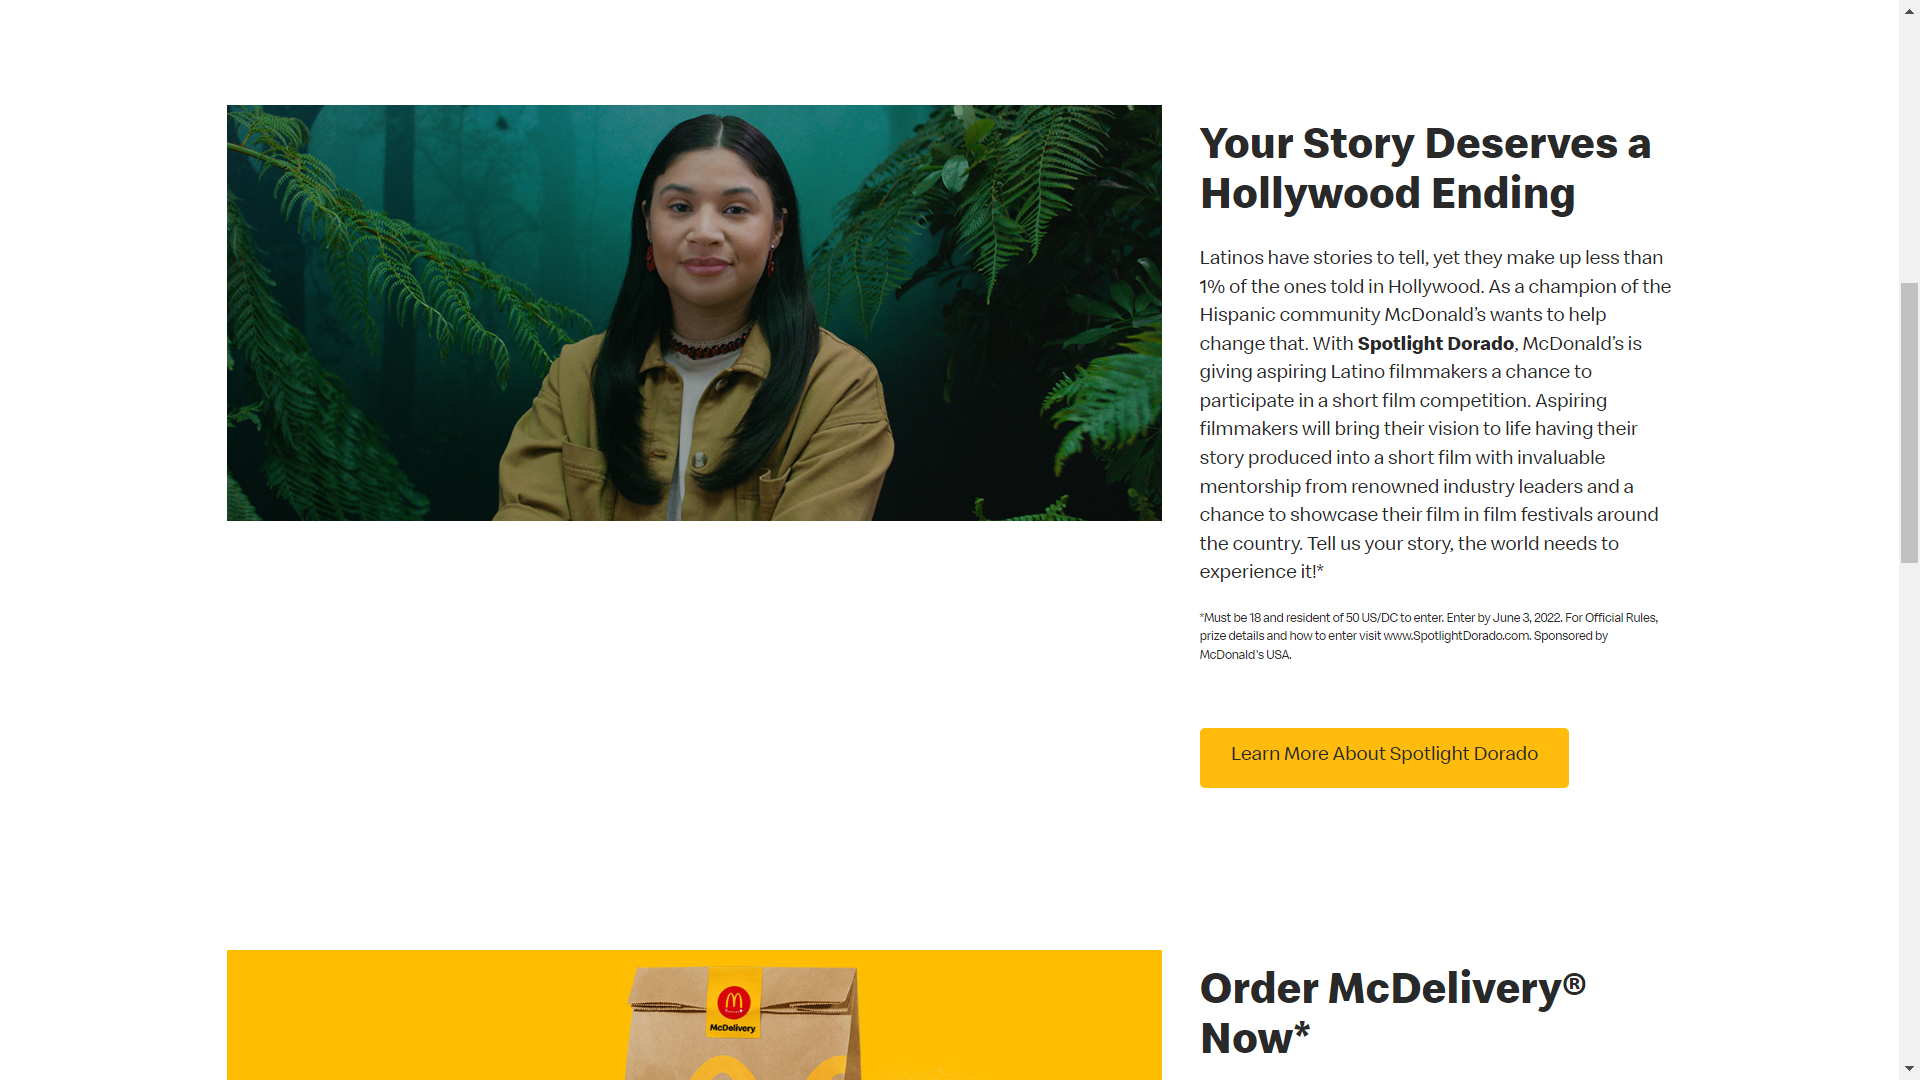 Your Story Deserves a
Hollywood Ending
Latinos have stories to tell, yet they make up less than
1% of the ones told in Hollywood. As a champion of the
Hispanic community McDonald’s wants to help
change that. With Spotlight Dorado, McDonald’s is
giving aspiring Latino filmmakers a chance to
participate in a short film competition. Aspiring
filmmakers will bring their vision to life having their
story produced into a short film with invaluable
mentorship from renowned industry leaders and a
chance to showcase their film in film festivals around
the country. Tell us your story, the world needs to
experience it!*
*Must be 18 and resident of 50 US/DC to enter. Enter by June 3, 2022. For Official Rules,
prize details and how to enter visit www.SpotlightDorado.com. Sponsored by
McDonald's USA.
Learn More About Spotlight Dorado
McDelivery
Order McDelivery®
Now*